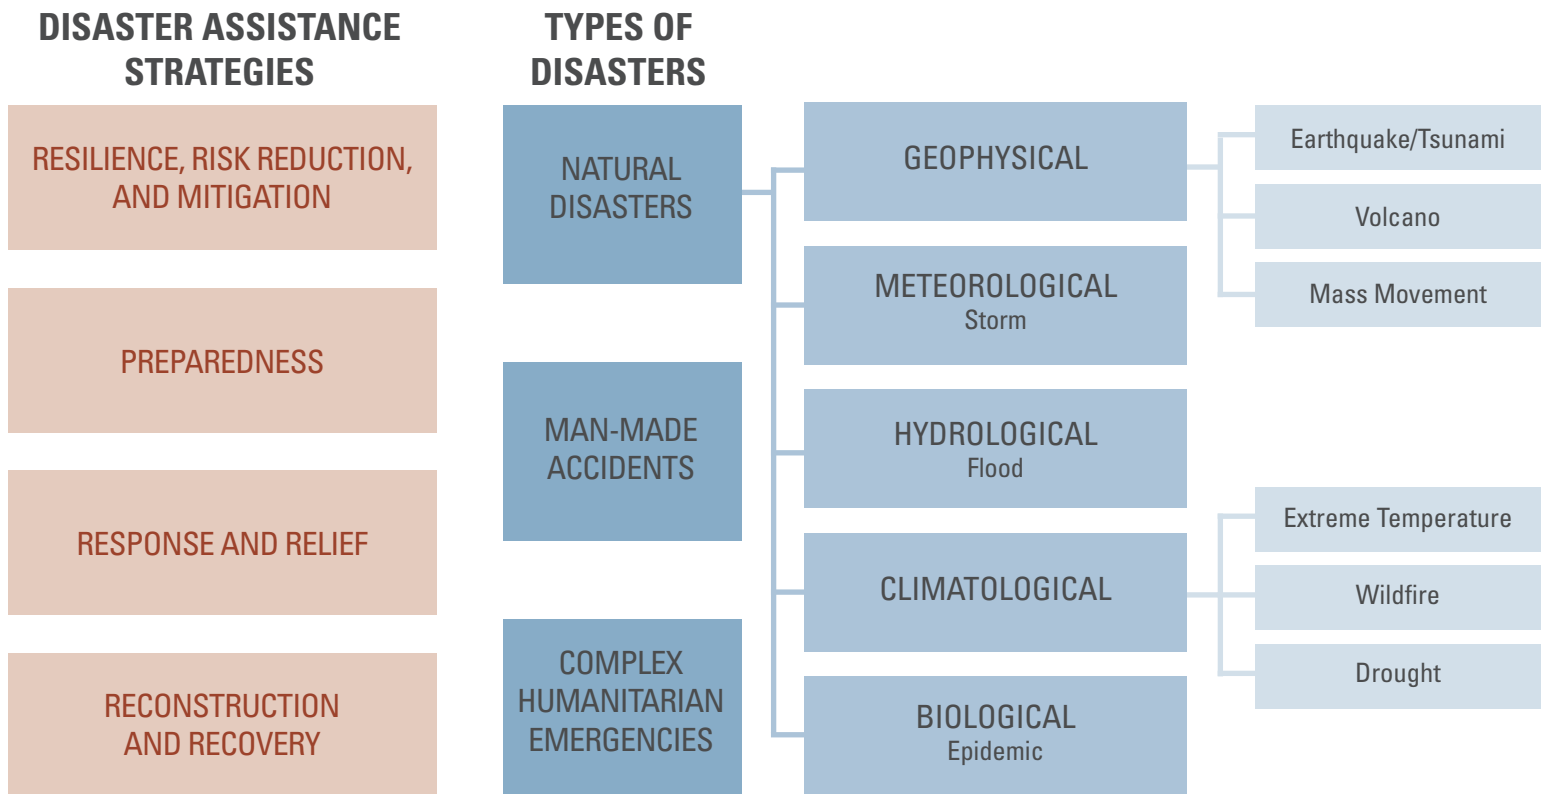 DISASTER ASSISTANCE
STRATEGIES
RESILIENCE, RISK REDUCTION,
AND MITIGATION
PREPAREDNESS
RESPONSE AND RELIEF
RECONSTRUCTION
AND RECOVERY
TYPES OF
DISASTERS
NATURAL
DISASTERS
MAN-MADE
ACCIDENTS
COMPLEX
HUMANITARIAN
EMERGENCIES
GEOPHYSICAL
METEOROLOGICAL
Storm
HYDROLOGICAL
Flood
CLIMATOLOGICAL
BIOLOGICAL
Epidemic
Earthquake/Tsunami
Volcano
Mass Movement
Extreme Temperature
Wildfire
Drought